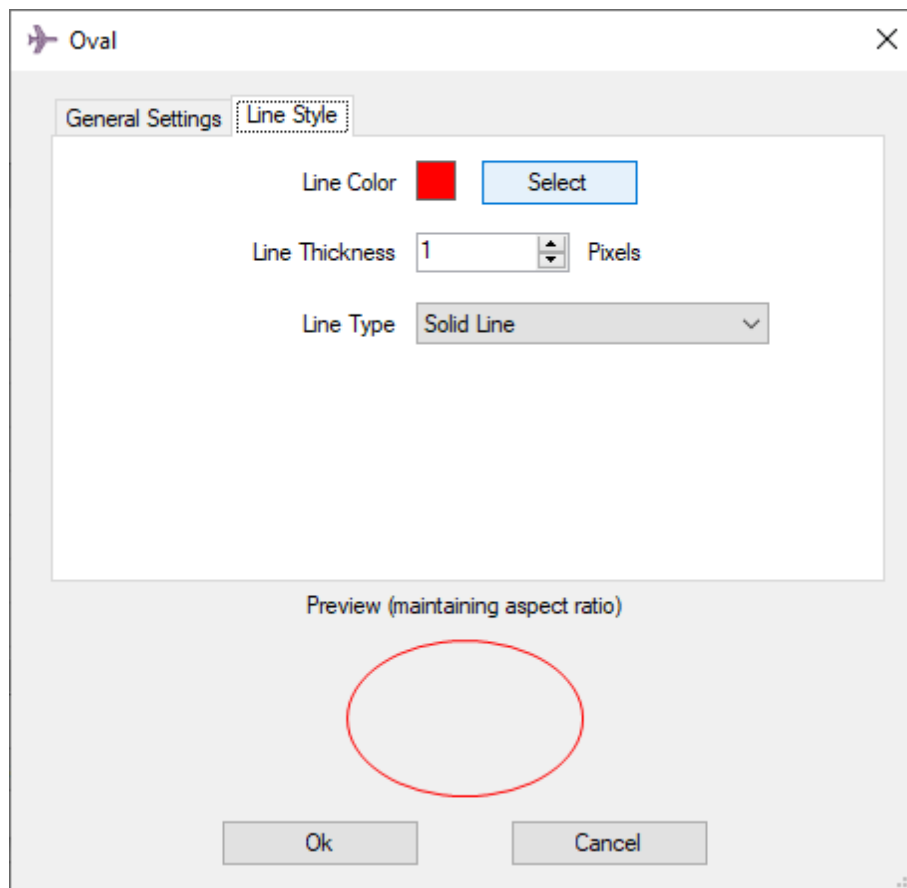 Oval
General Settings
Line Style
Line Color
Select
Line Thickness
1
Pixels
Line Type
Solid Line
Preview (maintaining aspect ratio)
Ok
Cancel